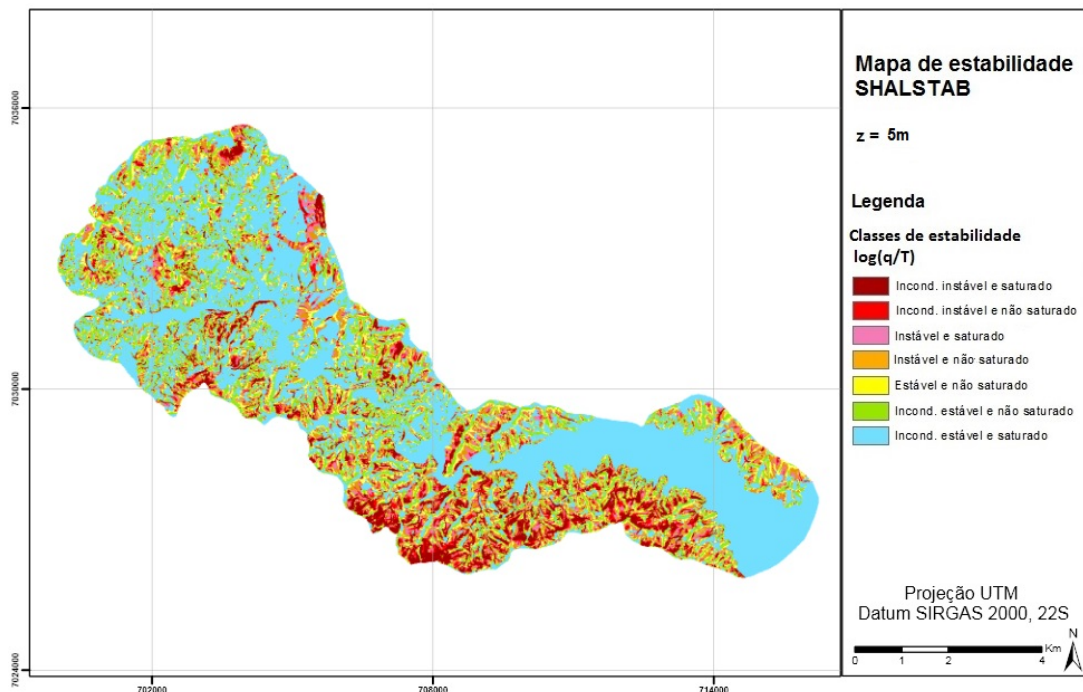 Mapa de estabilidade
SHALSTAB
z = 5m
Legenda
Classes de estabilidade
log(q/T)
Incond. instável e saturado
Incond. instável e não saturado
Instável e saturado
Instável e não saturado
Estável e não saturado
Incond. estável e não saturado
Incond. estável e saturado
Projeção UTM
Datum SIRGAS 2000, 22S
N
Km
0 1 2 4
7036000
7030000
7024000
702000 708000 714000